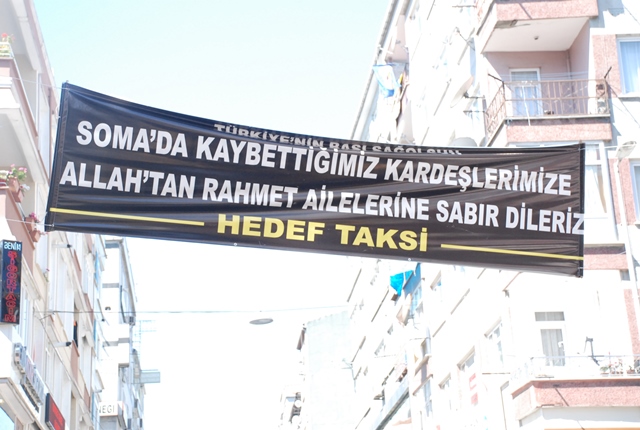 TÜRKİYE'NİN BAŞI SAĞOLSUN
SOMA'DA KAYBETTİĞİMİZ KARDEŞLERİMİZE
ALLAH'TAN RAHMET AİLELERİNE SABIR DİLERİZ
HEDEF TAKSİ